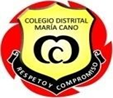 COLEGIO DISTRITAL
MARÍA CANO
RESPETO Y COMPROMISO